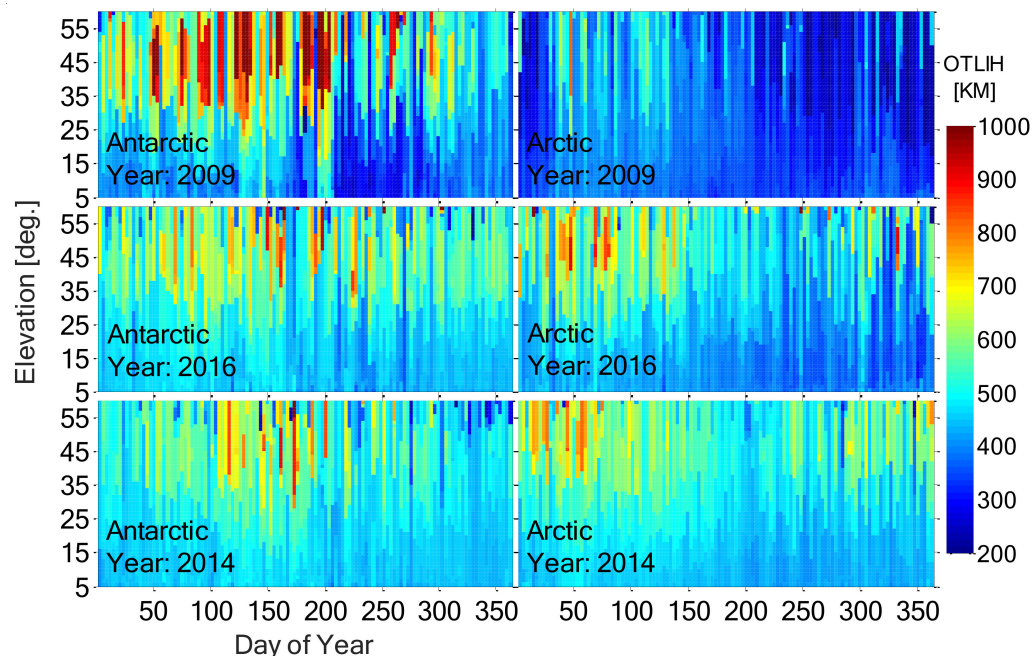 55
45
35
25
15
5
Antarctic
Year: 2009
Arctic
Year: 2009
OTLIH
[KM]
1000
900
800
700
600
500
400
300
200
Elevation [deg.]
55
45
35
25
15
5
Antarctic
Year: 2016
Arctic
Year: 2016
55
45
35
25
15
5
Antarctic
Year: 2014
Arctic
Year: 2014
50 100 150 200 250 300 350 50 100 150 200 250 300 350
Day of Year